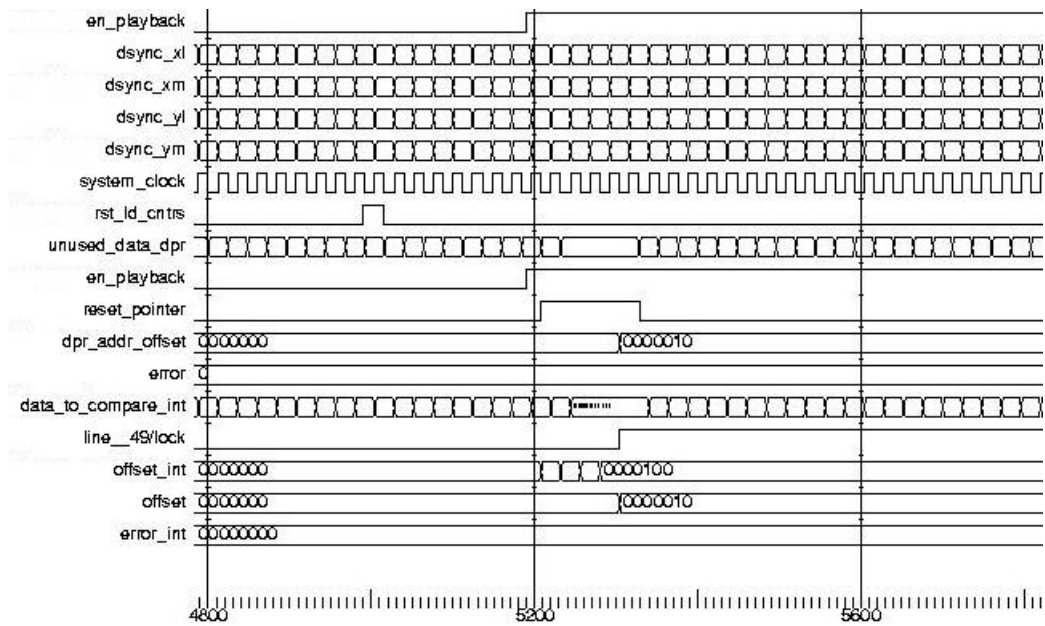 en_playback
dsync_xl
dsync_xm
dsync_yl
dsync_ym
system_clock
rst_ld_cntrs
unused_data_dpr
en_playback
reset_pointer
dpr_addr_offset 0000000 0000010
error 0
data_to_compare_int
line__49/lock
offset_int 0000000 0000100
offset 0000000 0000010
error_int 00000000
4800 5200 5600